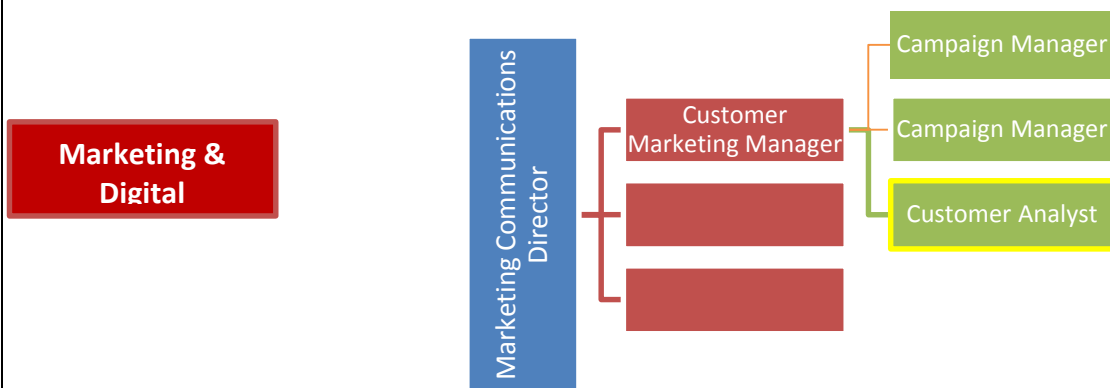 Marketing &
Digital
Marketing Communications
Director
Customer
Marketing Manager
Campaign Manager
Campaign Manager
Customer Analyst